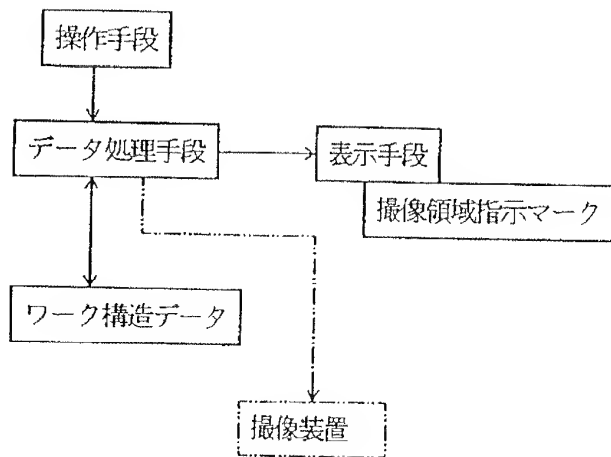 操作手段
データ処理手段
表示手段
撮像領域指示マーク
ワーク構造データ
撮像装置